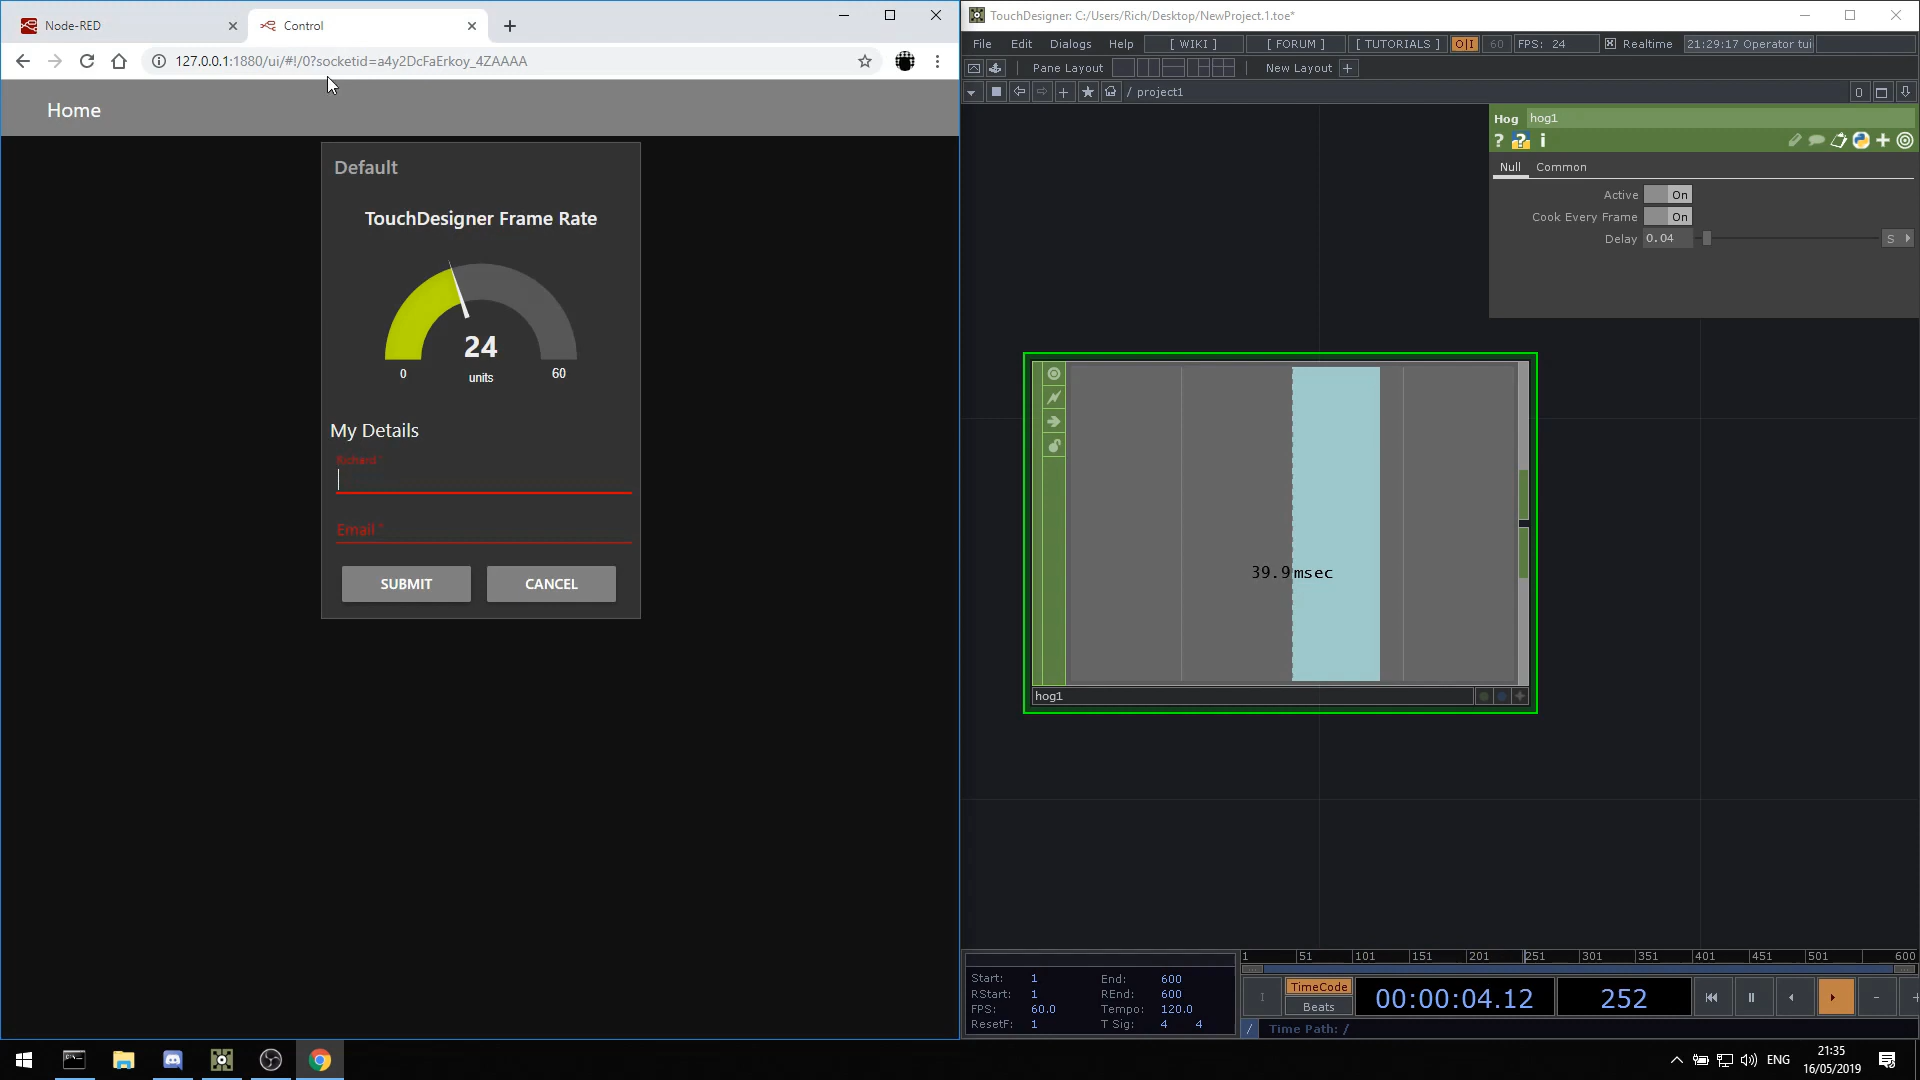 Node-RED
Control
127.0.0.1:1880/ui/#!/0?socketid=a4y2DcFaErkoy_4ZAAAA
Home
Default
TouchDesigner Frame Rate
24
0
units
60
My Details
Richard *
Email *
SUBMIT
CANCEL
TouchDesigner: C:/Users/Rich/Desktop/NewProject.1.toe*
File
Edit
Dialogs
Help
[ WIKI ]
[ FORUM ]
[ TUTORIALS ]
O|I
60
FPS: 24
Realtime
21:29:17 Operator tui
Pane Layout
New Layout
/ project1
0
Hog
hog1
Null
Common
Active
On
Cook Every Frame
On
Delay
0.04
S
39.9msec
hog1
1
51
101
151
201
251
301
351
401
451
501
600
Start: 1
End: 600
RStart: 1
REnd: 600
FPS: 60.0
Tempo: 120.0
ResetF: 1
T Sig: 4 4
I
TimeCode
Beats
00:00:04.12
252
/
Time Path: /
ENG
21:35
16/05/2019